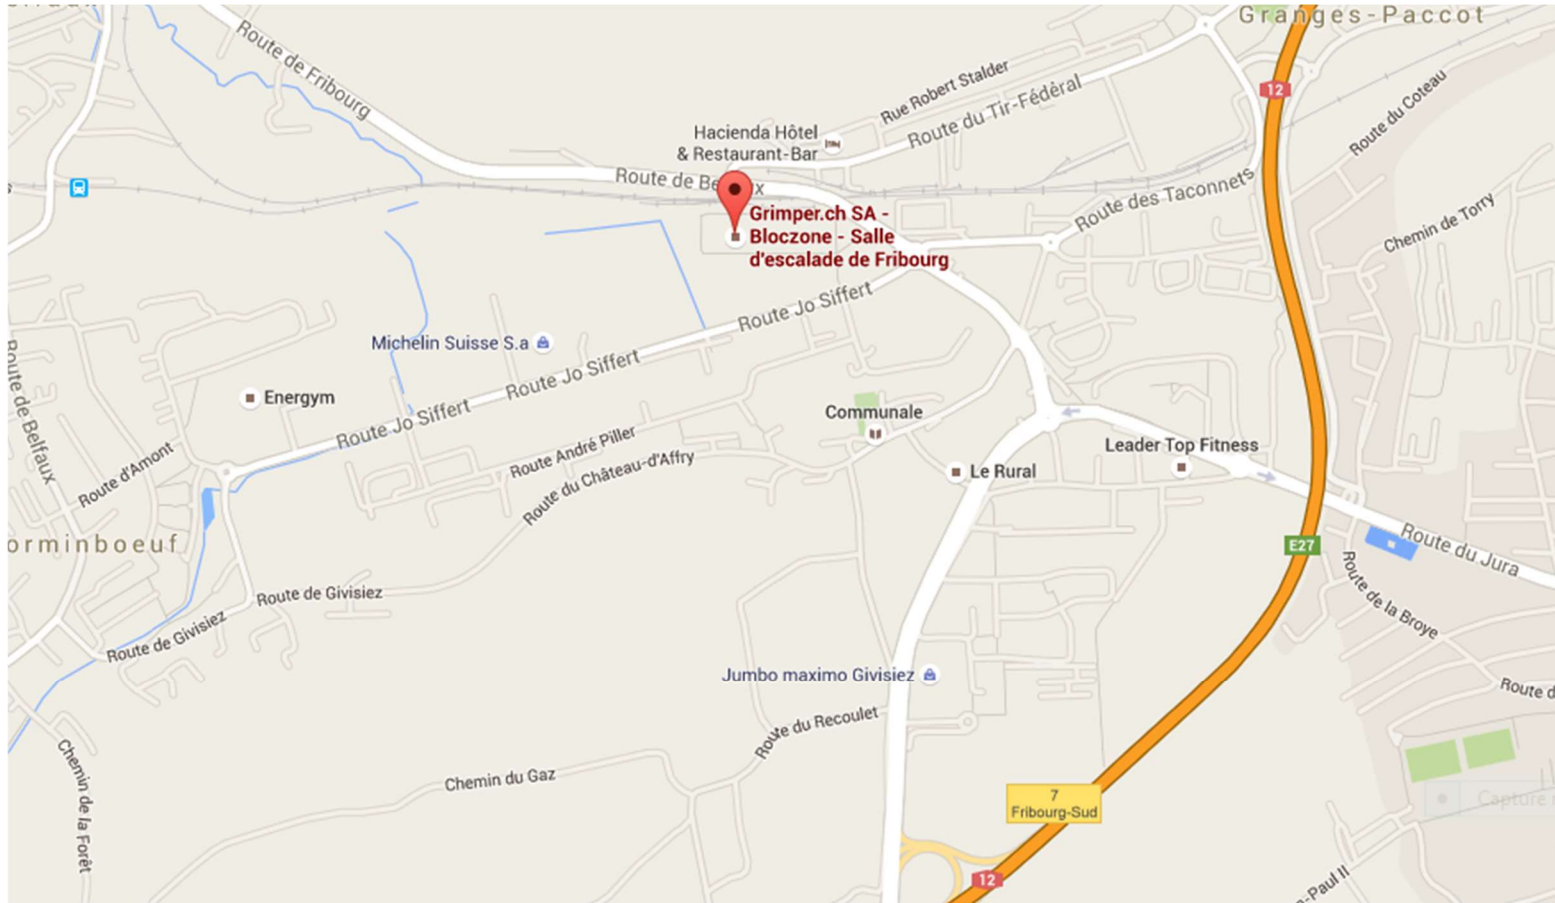 Granges-Paccot
Route de Fribourg
12
Rue Robert Stalder
Route du Tir-Fédéral
Route du Coteau
Hacienda Hôtel
& Restaurant-Bar
Route de
x
Route des Taconnets
Chemin de Torry
Grimper.ch SA -
Bloczone - Salle
d'escalade de Fribourg
Route Jo Siffert
Michelin Suisse S.a
Route Jo Siffert
Route de Belfaux
Energym
Route Jo Siffert
Communale
Route André Piller
Leader Top Fitness
Route d'Amont
Route du Château-d'Affry
Le Rural
orminboeuf
E27
Route du Jura
Route de Givisiez
Route de la Broye
Route de Givisiez
Jumbo maximo Givisiez
Route d
Route du Recoulet
Chemin du Gaz
Chemin de la Forêt
7
Fribourg-Sud
Capture
12
n-Paul II